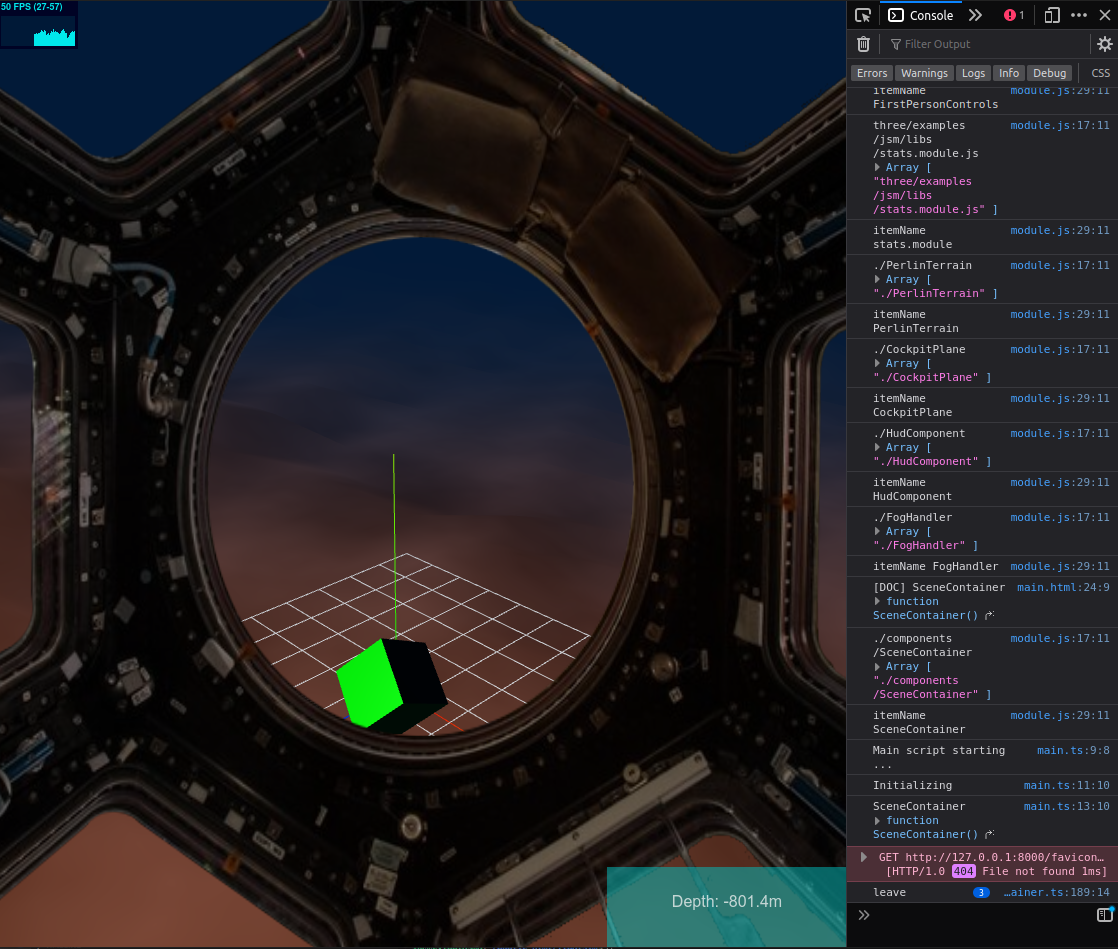 50 FPS (27-57)
Console
1
Filter Output
Errors Warnings Logs Info Debug CSS
itemName module.js:29:11
FirstPersonControls
three/examples module.js:17:11
/jsm/libs
/stats.module.js
Array [
"three/examples
/jsm/libs
/stats.module.js" ]
itemName module.js:29:11
stats.module
./PerlinTerrain module.js:17:11
Array [
"./PerlinTerrain" ]
itemName module.js:29:11
PerlinTerrain
./CockpitPlane module.js:17:11
Array [
"./CockpitPlane" ]
itemName module.js:29:11
CockpitPlane
./HudComponent module.js:17:11
Array [
"./HudComponent" ]
itemName module.js:29:11
HudComponent
./FogHandler module.js:17:11
Array [
"./FogHandler" ]
itemName FogHandler module.js:29:11
[DOC] SceneContainer main.html:24:9
function
SceneContainer()
./components module.js:17:11
/SceneContainer
Array [
"./components
/SceneContainer" ]
itemName module.js:29:11
SceneContainer
Main script starting main.ts:9:8
...
Initializing main.ts:11:10
SceneContainer main.ts:13:10
function
SceneContainer()
GET http://127.0.0.1:8000/favicon…
[HTTP/1.0 404 File not found 1ms]
leave 3 …ainer.ts:189:14
Depth: -801.4m